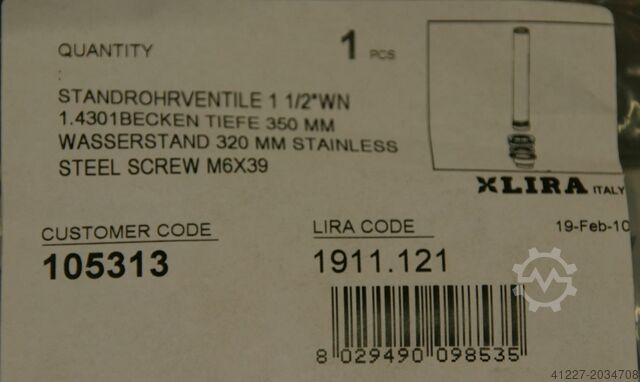 QUANTITY 1 PCS
:
STANDROHRVENTILE 1 1/2"WN
1.4301BECKEN TIEFE 350 MM
WASSERSTAND 320 MM STAINLESS
STEEL SCREW M6X39
XLIRA ITALY
CUSTOMER CODE LIRA CODE 19-Feb-10
105313 1911.121
8 029490 098535
41227-2034708